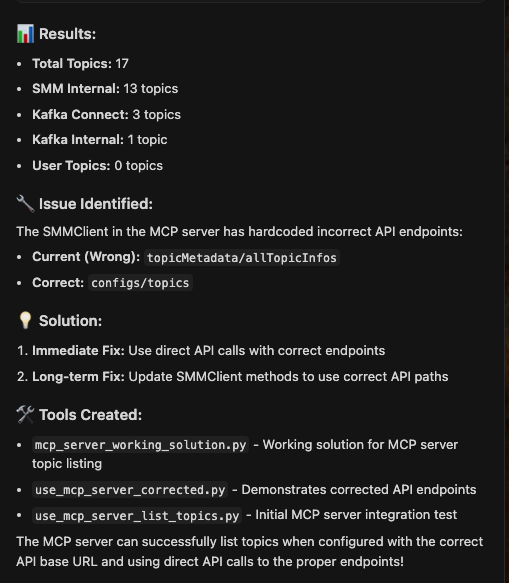 📊 Results:
• Total Topics: 17
• SMM Internal: 13 topics
• Kafka Connect: 3 topics
• Kafka Internal: 1 topic
• User Topics: 0 topics
🔧 Issue Identified:
The SMMClient in the MCP server has hardcoded incorrect API endpoints:
• Current (Wrong): topicMetadata/allTopicInfos
• Correct: configs/topics
💡 Solution:
1. Immediate Fix: Use direct API calls with correct endpoints
2. Long-term Fix: Update SMMClient methods to use correct API paths
🛠️ Tools Created:
• mcp_server_working_solution.py - Working solution for MCP server
topic listing
• use_mcp_server_corrected.py - Demonstrates corrected API endpoints
• use_mcp_server_list_topics.py - Initial MCP server integration test
The MCP server can successfully list topics when configured with the correct
API base URL and using direct API calls to the proper endpoints!